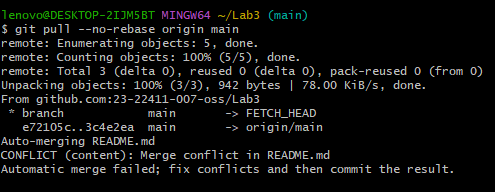 lenovo@DESKTOP-2IJM5BT MINGW64 ~/Lab3 (main)
$ git pull --no-rebase origin main
remote: Enumerating objects: 5, done.
remote: Counting objects: 100% (5/5), done.
remote: Total 3 (delta 0), reused 0 (delta 0), pack-reused 0 (from 0)
Unpacking objects: 100% (3/3), 942 bytes | 78.00 KiB/s, done.
From github.com:23-22411-007-oss/Lab3
 * branch            main       -> FETCH_HEAD
   e72105c..3c4e2ea  main       -> origin/main
Auto-merging README.md
CONFLICT (content): Merge conflict in README.md
Automatic merge failed; fix conflicts and then commit the result.